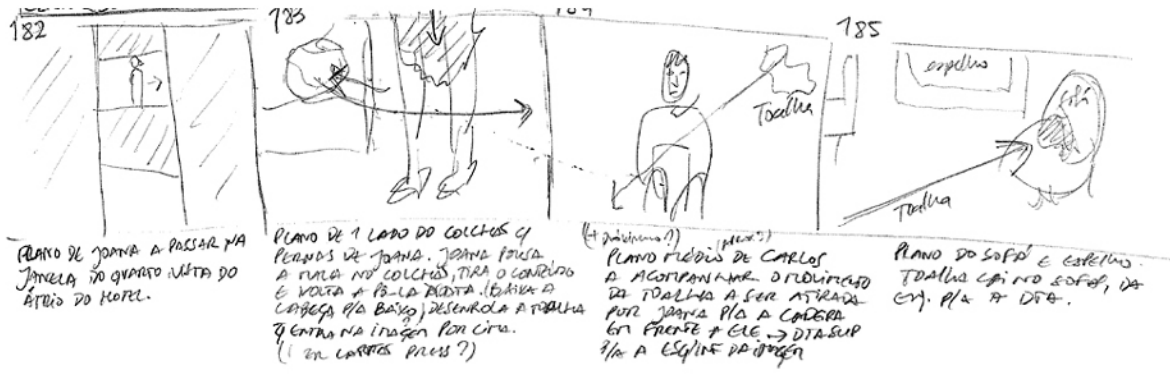 182
183
184
185
espelho
sofá
Toalha
Toalha
PLANO DE JOANA A PASSAR NA
JANELA DO QUARTO VISTA DO
ÁTRIO DO HOTEL.
PLANO DE 1 LADO DO COLCHÃO C/
PERNAS DE JOANA. JOANA POUSA
A MALA NO COLCHÃO, TIRA O CONTEÚDO
E VOLTA A PÔ-LA BAIXA A
CABEÇA P/A BAIXO, DESENROLA A TOALHA
Q ENTRA NA IMAGEM POR CIMA.
PRESS?)
(+ próximo?)
PLANO MÉDIO DE CARLOS
A ACOMPANHAR O MOVIMENTO
DA TOALHA A SER ATIRADA
POR JOANA P/A A CADEIRA
EM FRENTE A ELE → DTA SUP
P/A A ESQ/INF DA IMAGEM
PLANO DO SOFÁ E ESPELHO.
TOALHA CAI NO SOFÁ, DA
ESQ. P/A A DTA.